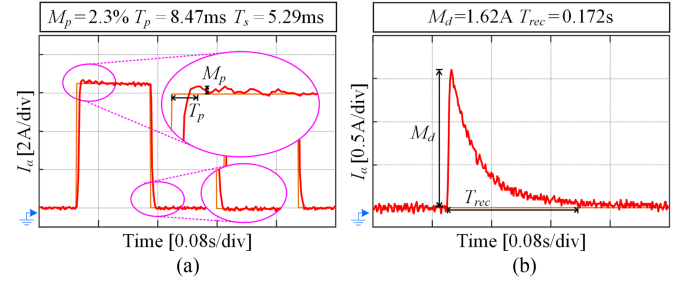 M_p=2.3% T_p=8.47ms T_s=5.29ms
I_α [2A/div]
M_p
T_p
Time [0.08s/div]
(a)
M_d=1.62A T_rec=0.172s
I_α [0.5A/div]
M_d
T_rec
Time [0.08s/div]
(b)